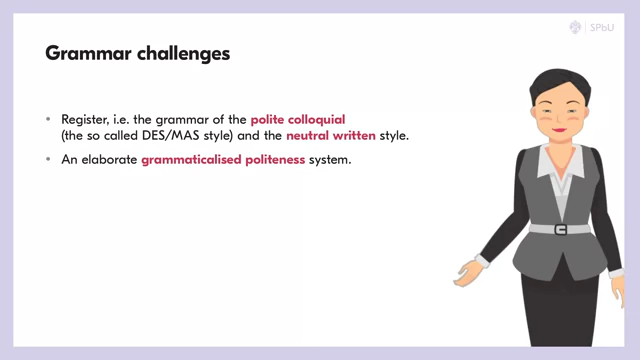 SPbU
Grammar challenges
• Register, i.e. the grammar of the polite colloquial
(the so called DES/MAS style) and the neutral written style.
• An elaborate grammaticalised politeness system.